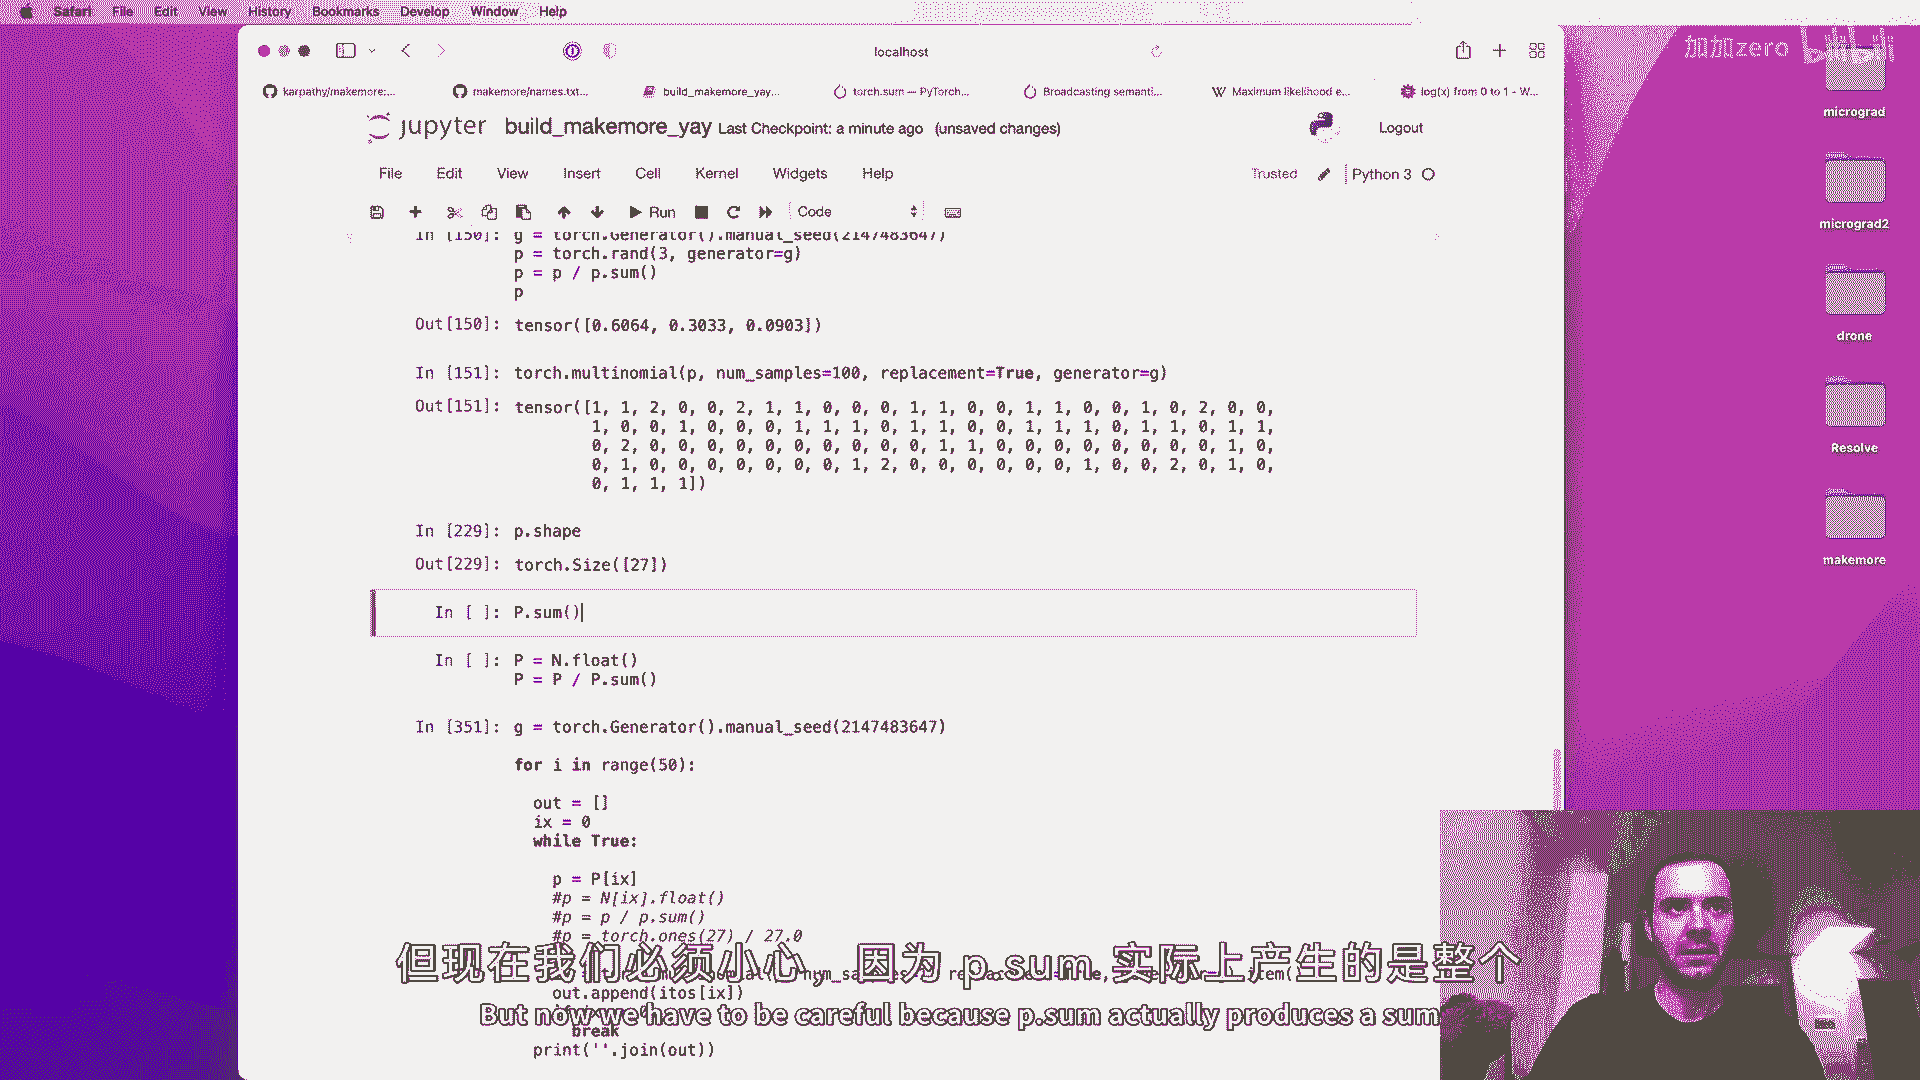 Safari File Edit View History Bookmarks Develop Window Help
localhost
加加zero
karpathy/makemore:...
makemore/names.txt...
build_makemore_yay...
torch.sum — PyTorch...
Broadcasting semanti...
Maximum likelihood e...
log(x) from 0 to 1 - W...
jupyter build_makemore_yay Last Checkpoint: a minute ago (unsaved changes)
Logout
File Edit View Insert Cell Kernel Widgets Help
Trusted Python 3
Run Code
In [150]: g = torch.Generator().manual_seed(2147483647)
p = torch.rand(3, generator=g)
p = p / p.sum()
p
Out[150]: tensor([0.6064, 0.3033, 0.0903])
In [151]: torch.multinomial(p, num_samples=100, replacement=True, generator=g)
Out[151]: tensor([1, 1, 2, 0, 0, 2, 1, 1, 0, 0, 0, 1, 1, 0, 0, 1, 1, 0, 0, 1, 0, 2, 0, 0,
1, 0, 0, 1, 0, 0, 0, 1, 1, 1, 0, 1, 1, 0, 0, 1, 1, 1, 0, 1, 1, 0, 1, 1,
0, 2, 0, 0, 0, 0, 0, 0, 0, 0, 0, 0, 1, 1, 0, 0, 0, 0, 0, 0, 0, 0, 1, 0,
0, 1, 0, 0, 0, 0, 0, 0, 0, 1, 2, 0, 0, 0, 0, 0, 0, 1, 0, 0, 2, 0, 1, 0,
0, 1, 1, 1])
In [229]: p.shape
Out[229]: torch.Size([27])
In [ ]: P.sum()
In [ ]: P = N.float()
P = P / P.sum()
In [351]: g = torch.Generator().manual_seed(2147483647)
for i in range(50):
out = []
ix = 0
while True:
p = P[ix]
#p = N[ix].float()
#p = p / p.sum()
#p = torch.ones(27) / 27.0
但现在我们必须小心，因为 p.sum 实际上产生的是整个
out.append(itos[ix])
But now we have to be careful because p.sum actually produces a sum
break
print(''.join(out))
micrograd
micrograd2
drone
Resolve
makemore